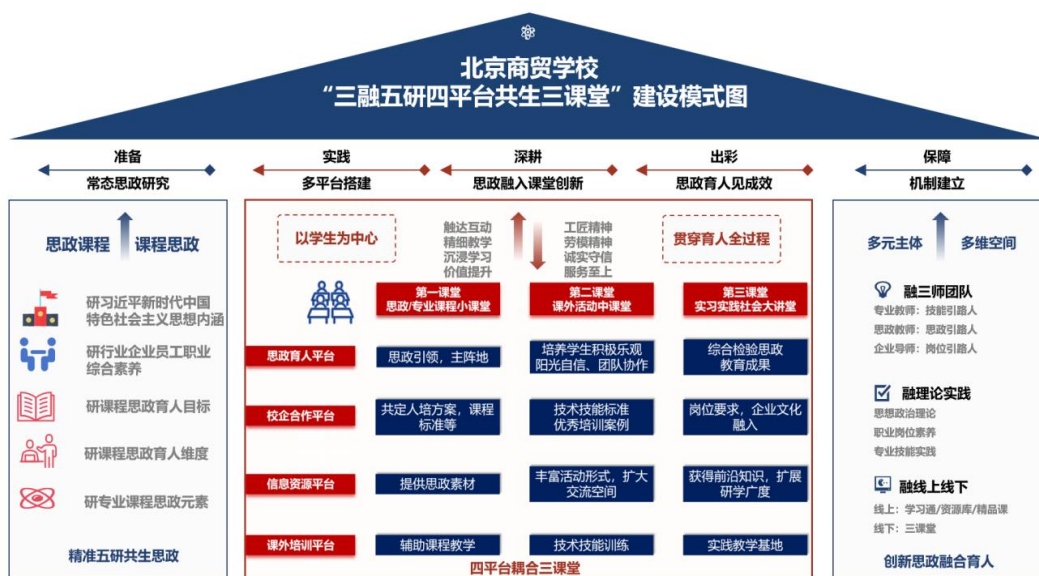 北京商贸学校
“三融五研四平台共生三课堂”建设模式图
准备
常态思政研究
实践
多平台搭建
深耕
思政融入课堂创新
出彩
思政育人见成效
保障
机制建立
思政课程
课程思政
研习近平新时代中国
特色社会主义思想内涵
研行业企业员工职业
综合素养
研课程思政育人目标
研课程思政育人维度
研专业课程思政元素
精准五研共生思政
以学生为中心
触达互动
精细教学
沉浸学习
价值提升
工匠精神
劳模精神
诚实守信
服务至上
贯穿育人全过程
第一课堂
思政/专业课程小课堂
第二课堂
课外活动中课堂
第三课堂
实习实践社会大讲堂
思政育人平台
思政引领，主阵地
培养学生积极乐观
阳光自信、团队协作
综合检验思政
教育成果
校企合作平台
共定人培方案，课程
标准等
技术技能标准
优秀培训案例
岗位要求，企业文化
融入
信息资源平台
提供思政素材
丰富活动形式，扩大
交流空间
获得前沿知识，扩展
研学广度
课外培训平台
辅助课程教学
技术技能训练
实践教学基地
四平台耦合三课堂
多元主体
多维空间
融三师团队
专业教师：技能引路人
思政教师：思政引路人
企业导师：岗位引路人
融理论实践
思想政治理论
职业岗位素养
专业技能实践
融线上线下
线上：学习通/资源库/精品课
线下：三课堂
创新思政融合育人